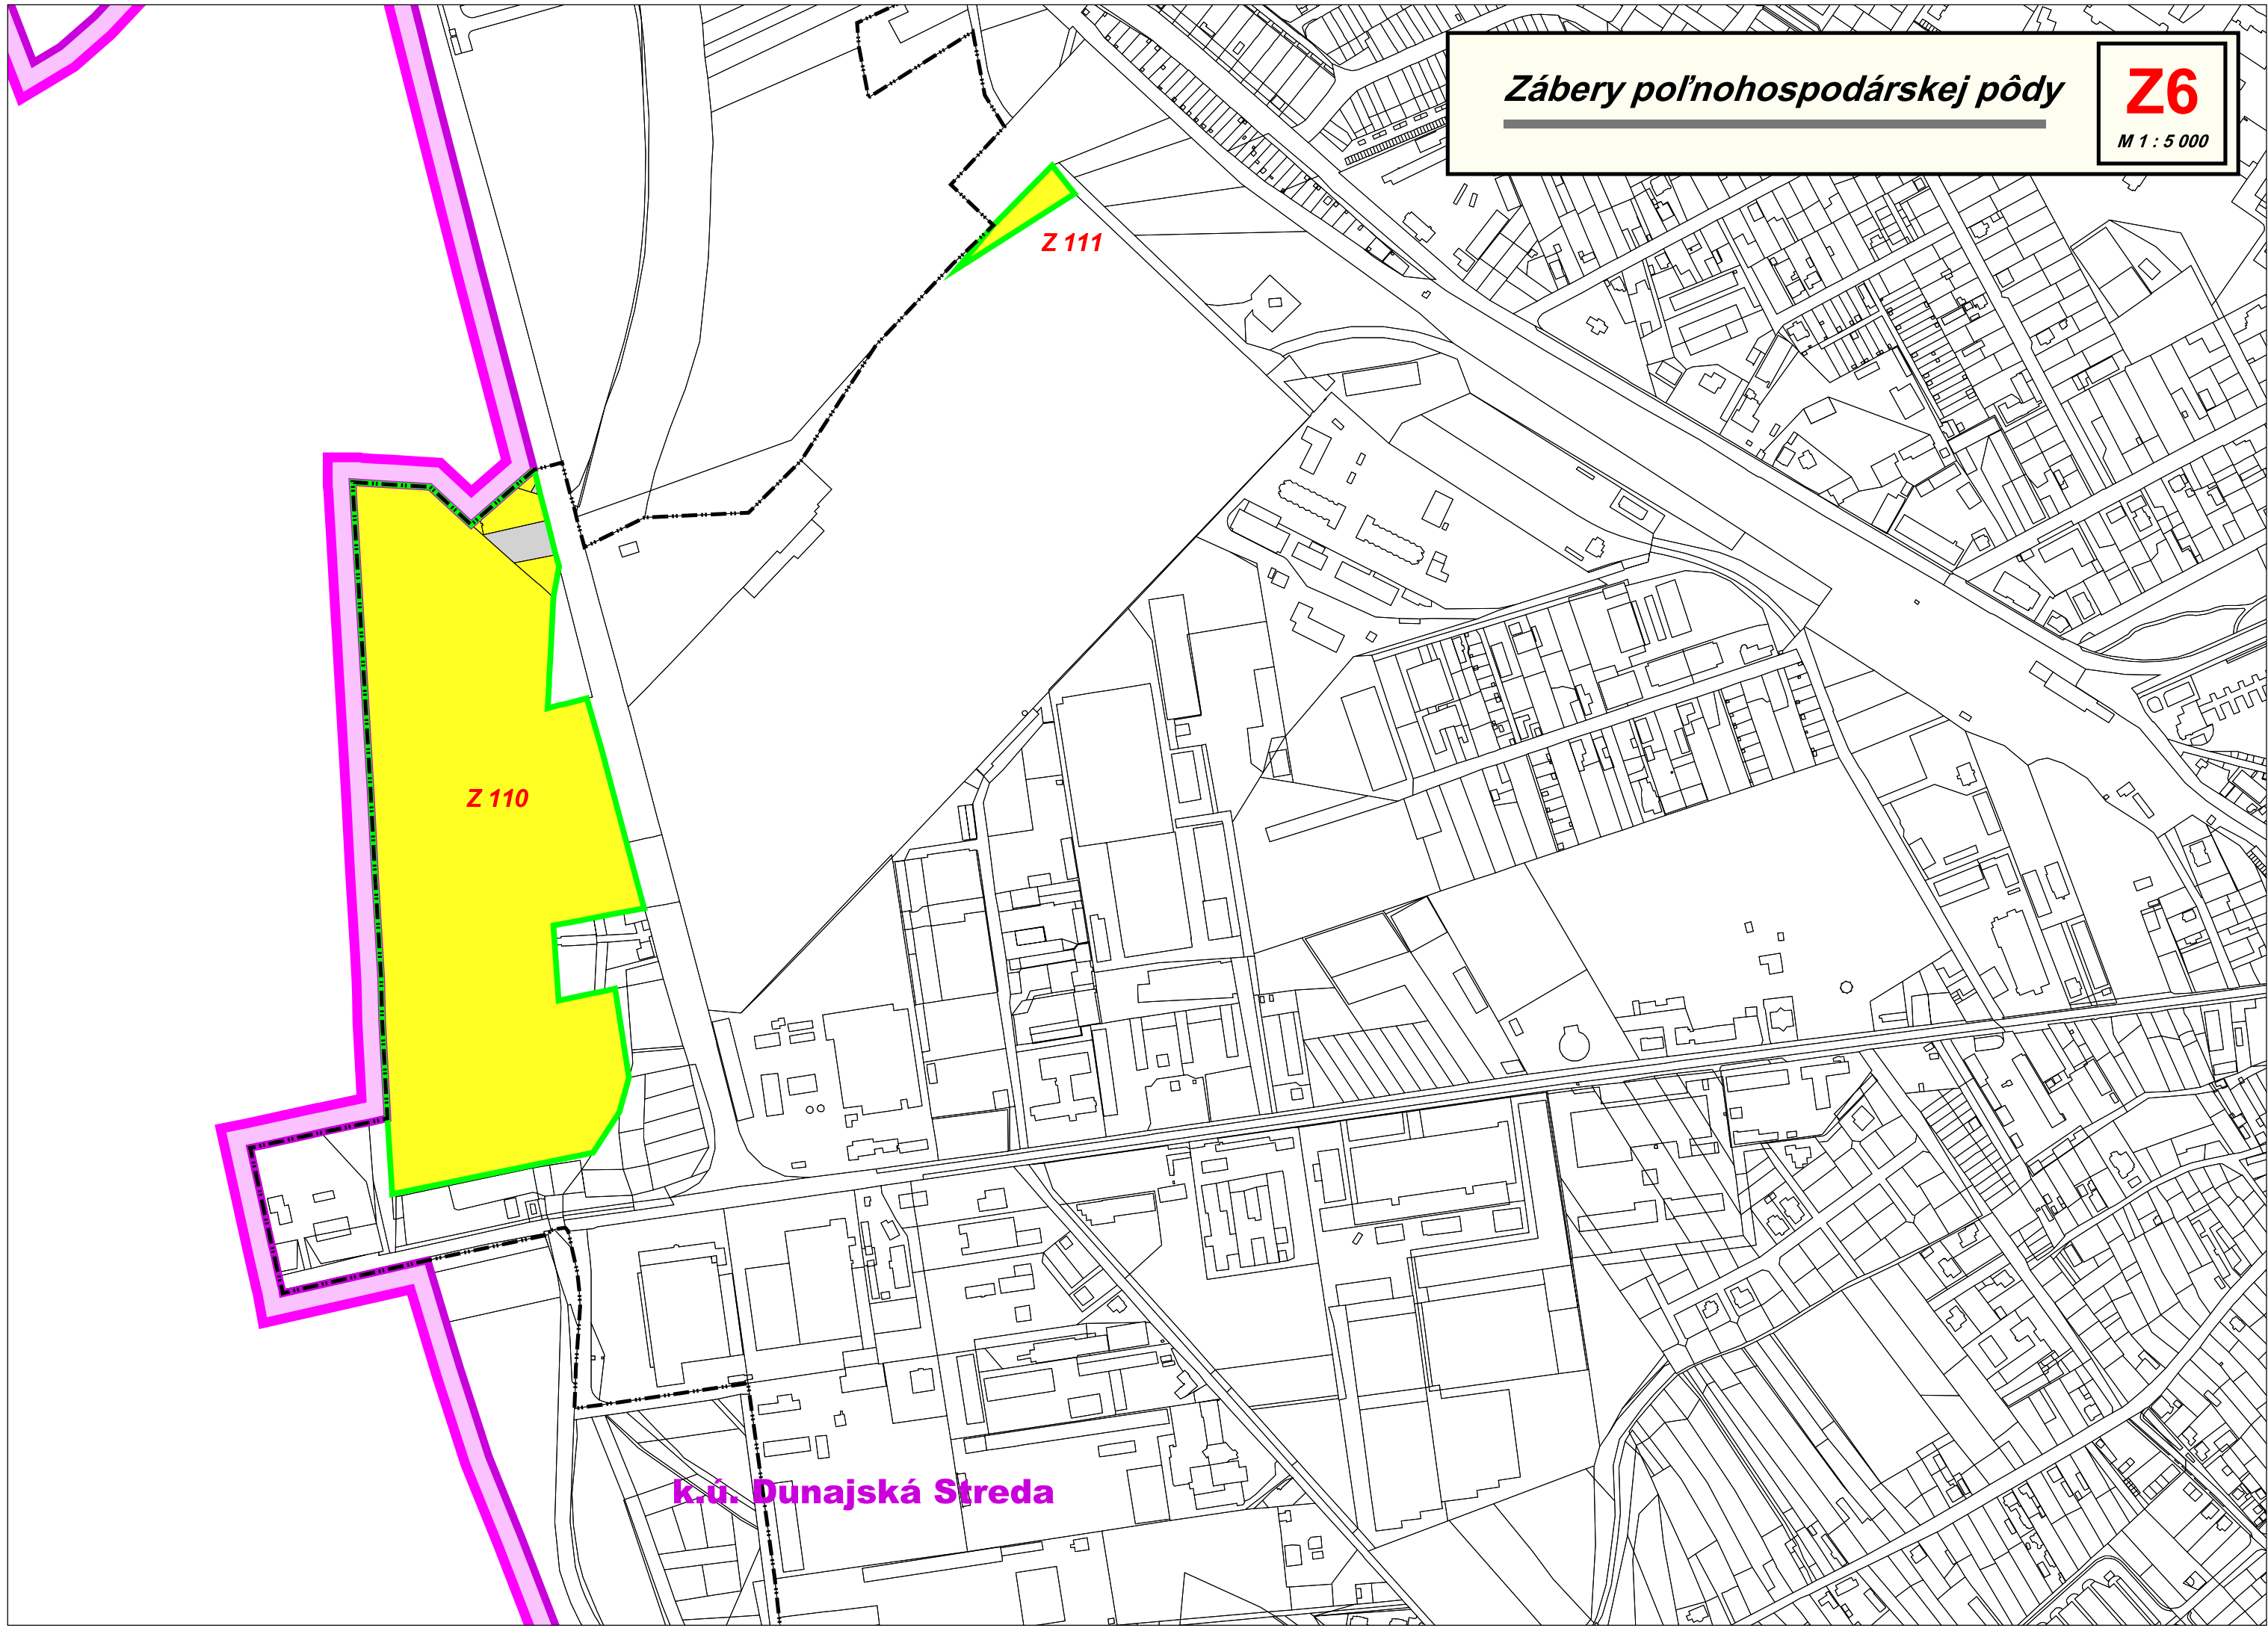 Zábery poľnohospodárskej pôdy
Z6
M 1 : 5 000
Z 111
Z 110
k.ú. Dunajská Streda